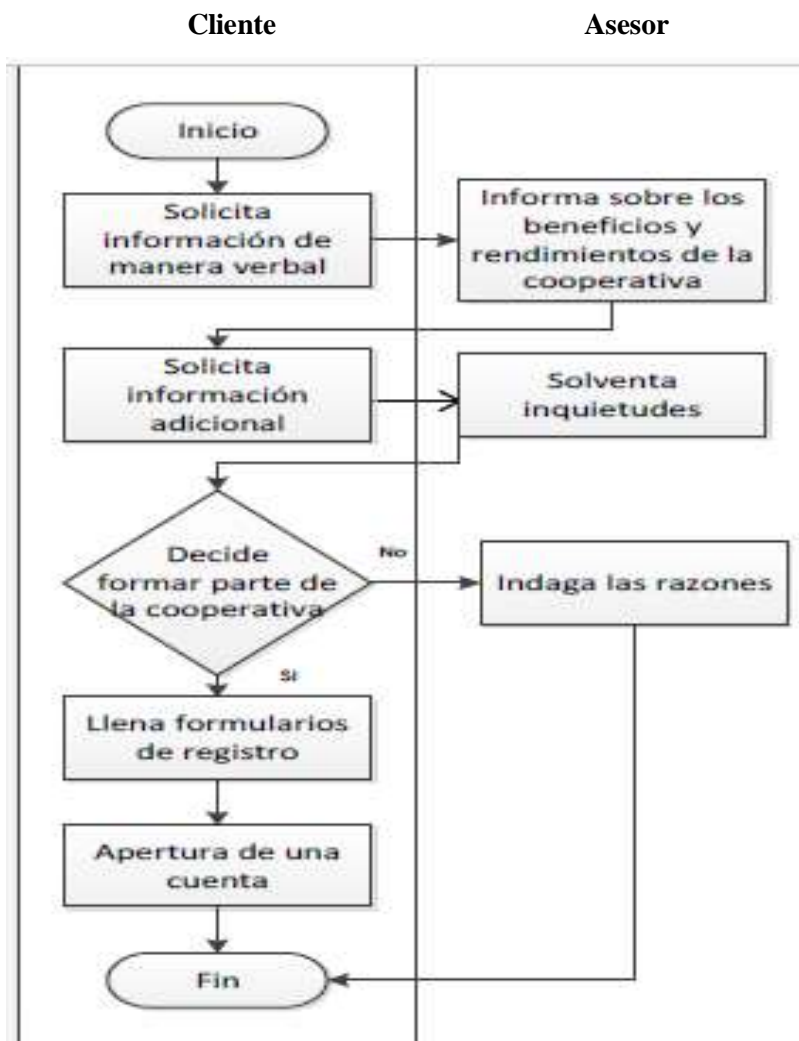 Cliente
Asesor
Inicio
Solicita
información de
manera verbal
Informa sobre los
beneficios y
rendimientos de la
cooperativa
Solicita
información
adicional
Solventa
inquietudes
Decide
formar parte de
la cooperativa
No
Indaga las razones
Si
Llena formularios
de registro
Apertura de una
cuenta
Fin